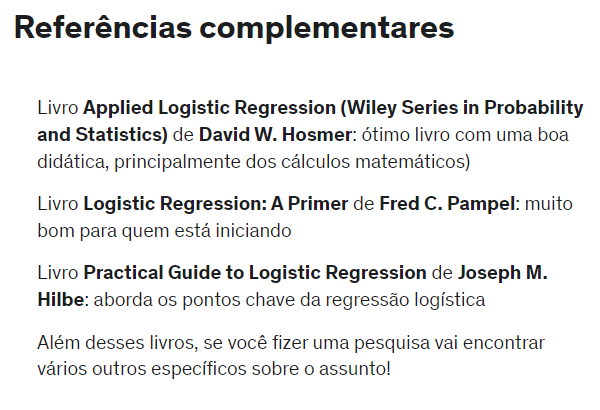 Referências complementares
Livro Applied Logistic Regression (Wiley Series in Probability
and Statistics) de David W. Hosmer: ótimo livro com uma boa
didática, principalmente dos cálculos matemáticos)
Livro Logistic Regression: A Primer de Fred C. Pampel: muito
bom para quem está iniciando
Livro Practical Guide to Logistic Regression de Joseph M.
Hilbe: aborda os pontos chave da regressão logística
Além desses livros, se você fizer uma pesquisa vai encontrar
vários outros específicos sobre o assunto!